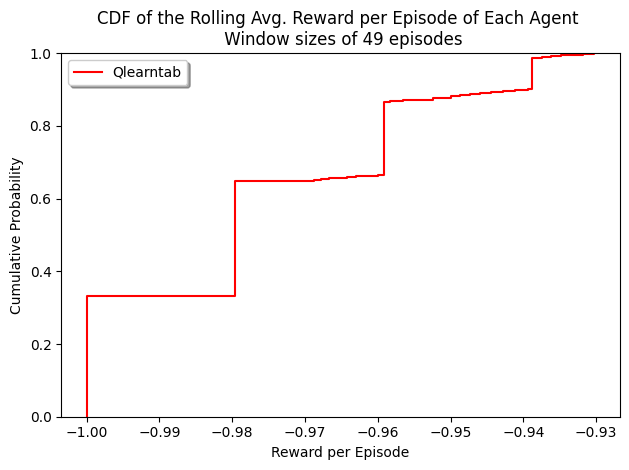 CDF of the Rolling Avg. Reward per Episode of Each Agent
Window sizes of 49 episodes
Qlearntab
Cumulative Probability
1.0
0.8
0.6
0.4
0.2
0.0
−1.00 −0.99 −0.98 −0.97 −0.96 −0.95 −0.94 −0.93
Reward per Episode